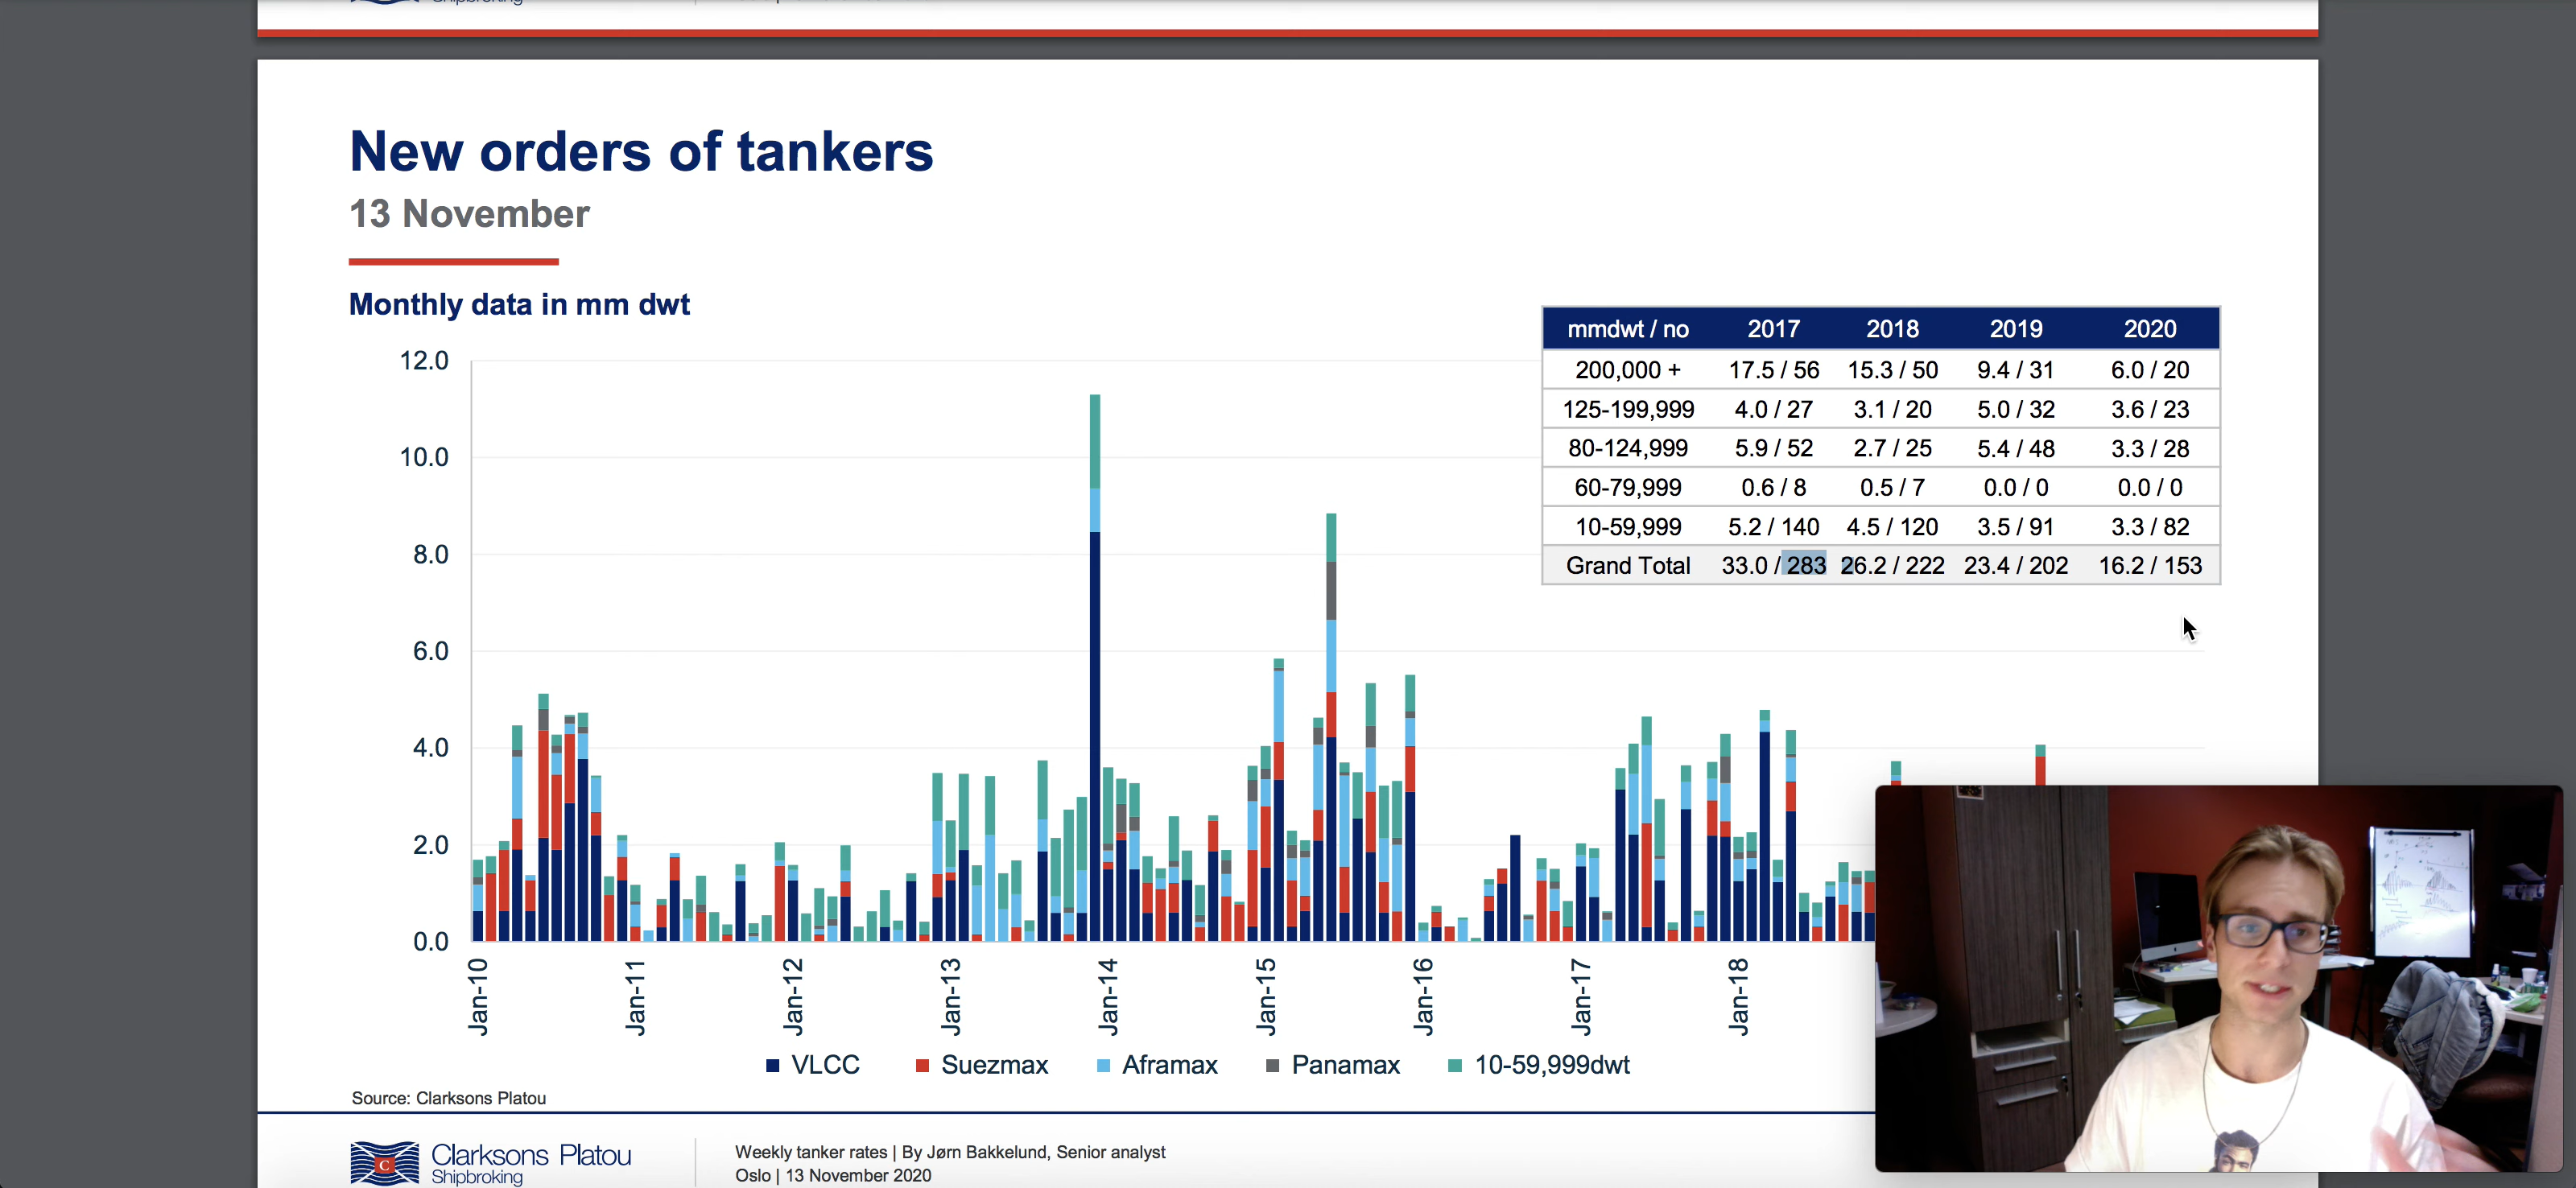 Shipbroking
New orders of tankers
13 November
Monthly data in mm dwt
mmdwt / no 2017 2018 2019 2020
200,000 + 17.5 / 56 15.3 / 50 9.4 / 31 6.0 / 20
125-199,999 4.0 / 27 3.1 / 20 5.0 / 32 3.6 / 23
80-124,999 5.9 / 52 2.7 / 25 5.4 / 48 3.3 / 28
60-79,999 0.6 / 8 0.5 / 7 0.0 / 0 0.0 / 0
10-59,999 5.2 / 140 4.5 / 120 3.5 / 91 3.3 / 82
Grand Total 33.0 / 283 26.2 / 222 23.4 / 202 16.2 / 153
12.0
10.0
8.0
6.0
4.0
2.0
0.0
Jan-10 Jan-11 Jan-12 Jan-13 Jan-14 Jan-15 Jan-16 Jan-17 Jan-18
VLCC Suezmax Aframax Panamax 10-59,999dwt
Source: Clarksons Platou
C
Clarksons Platou
Shipbroking
Weekly tanker rates | By Jørn Bakkelund, Senior analyst
Oslo | 13 November 2020